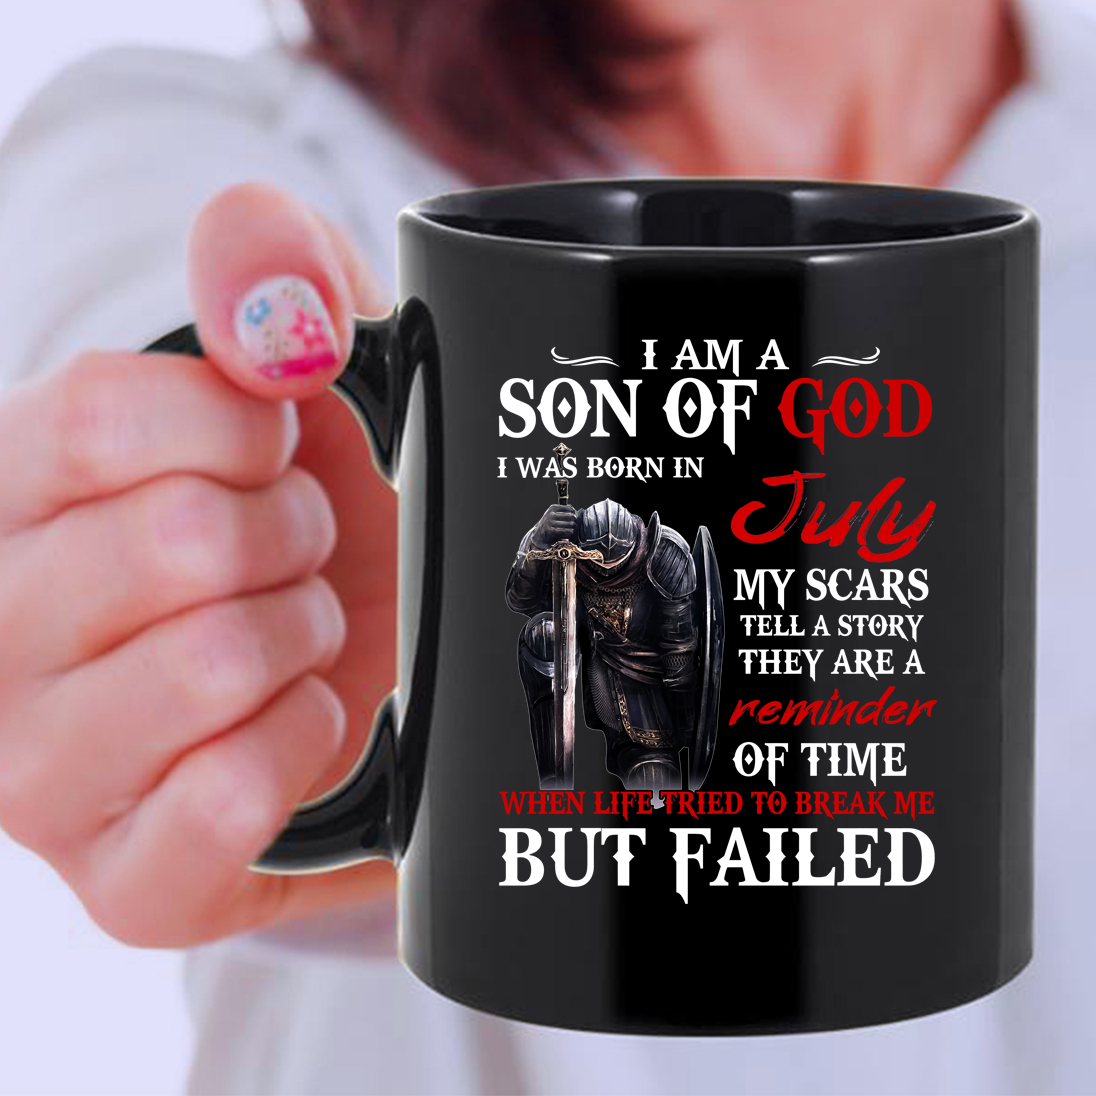 I AM A
SON OF GOD
I WAS BORN IN
July
MY SCARS
TELL A STORY
THEY ARE A
reminder
OF TIME
WHEN LIFE TRIED TO BREAK ME
BUT FAILED